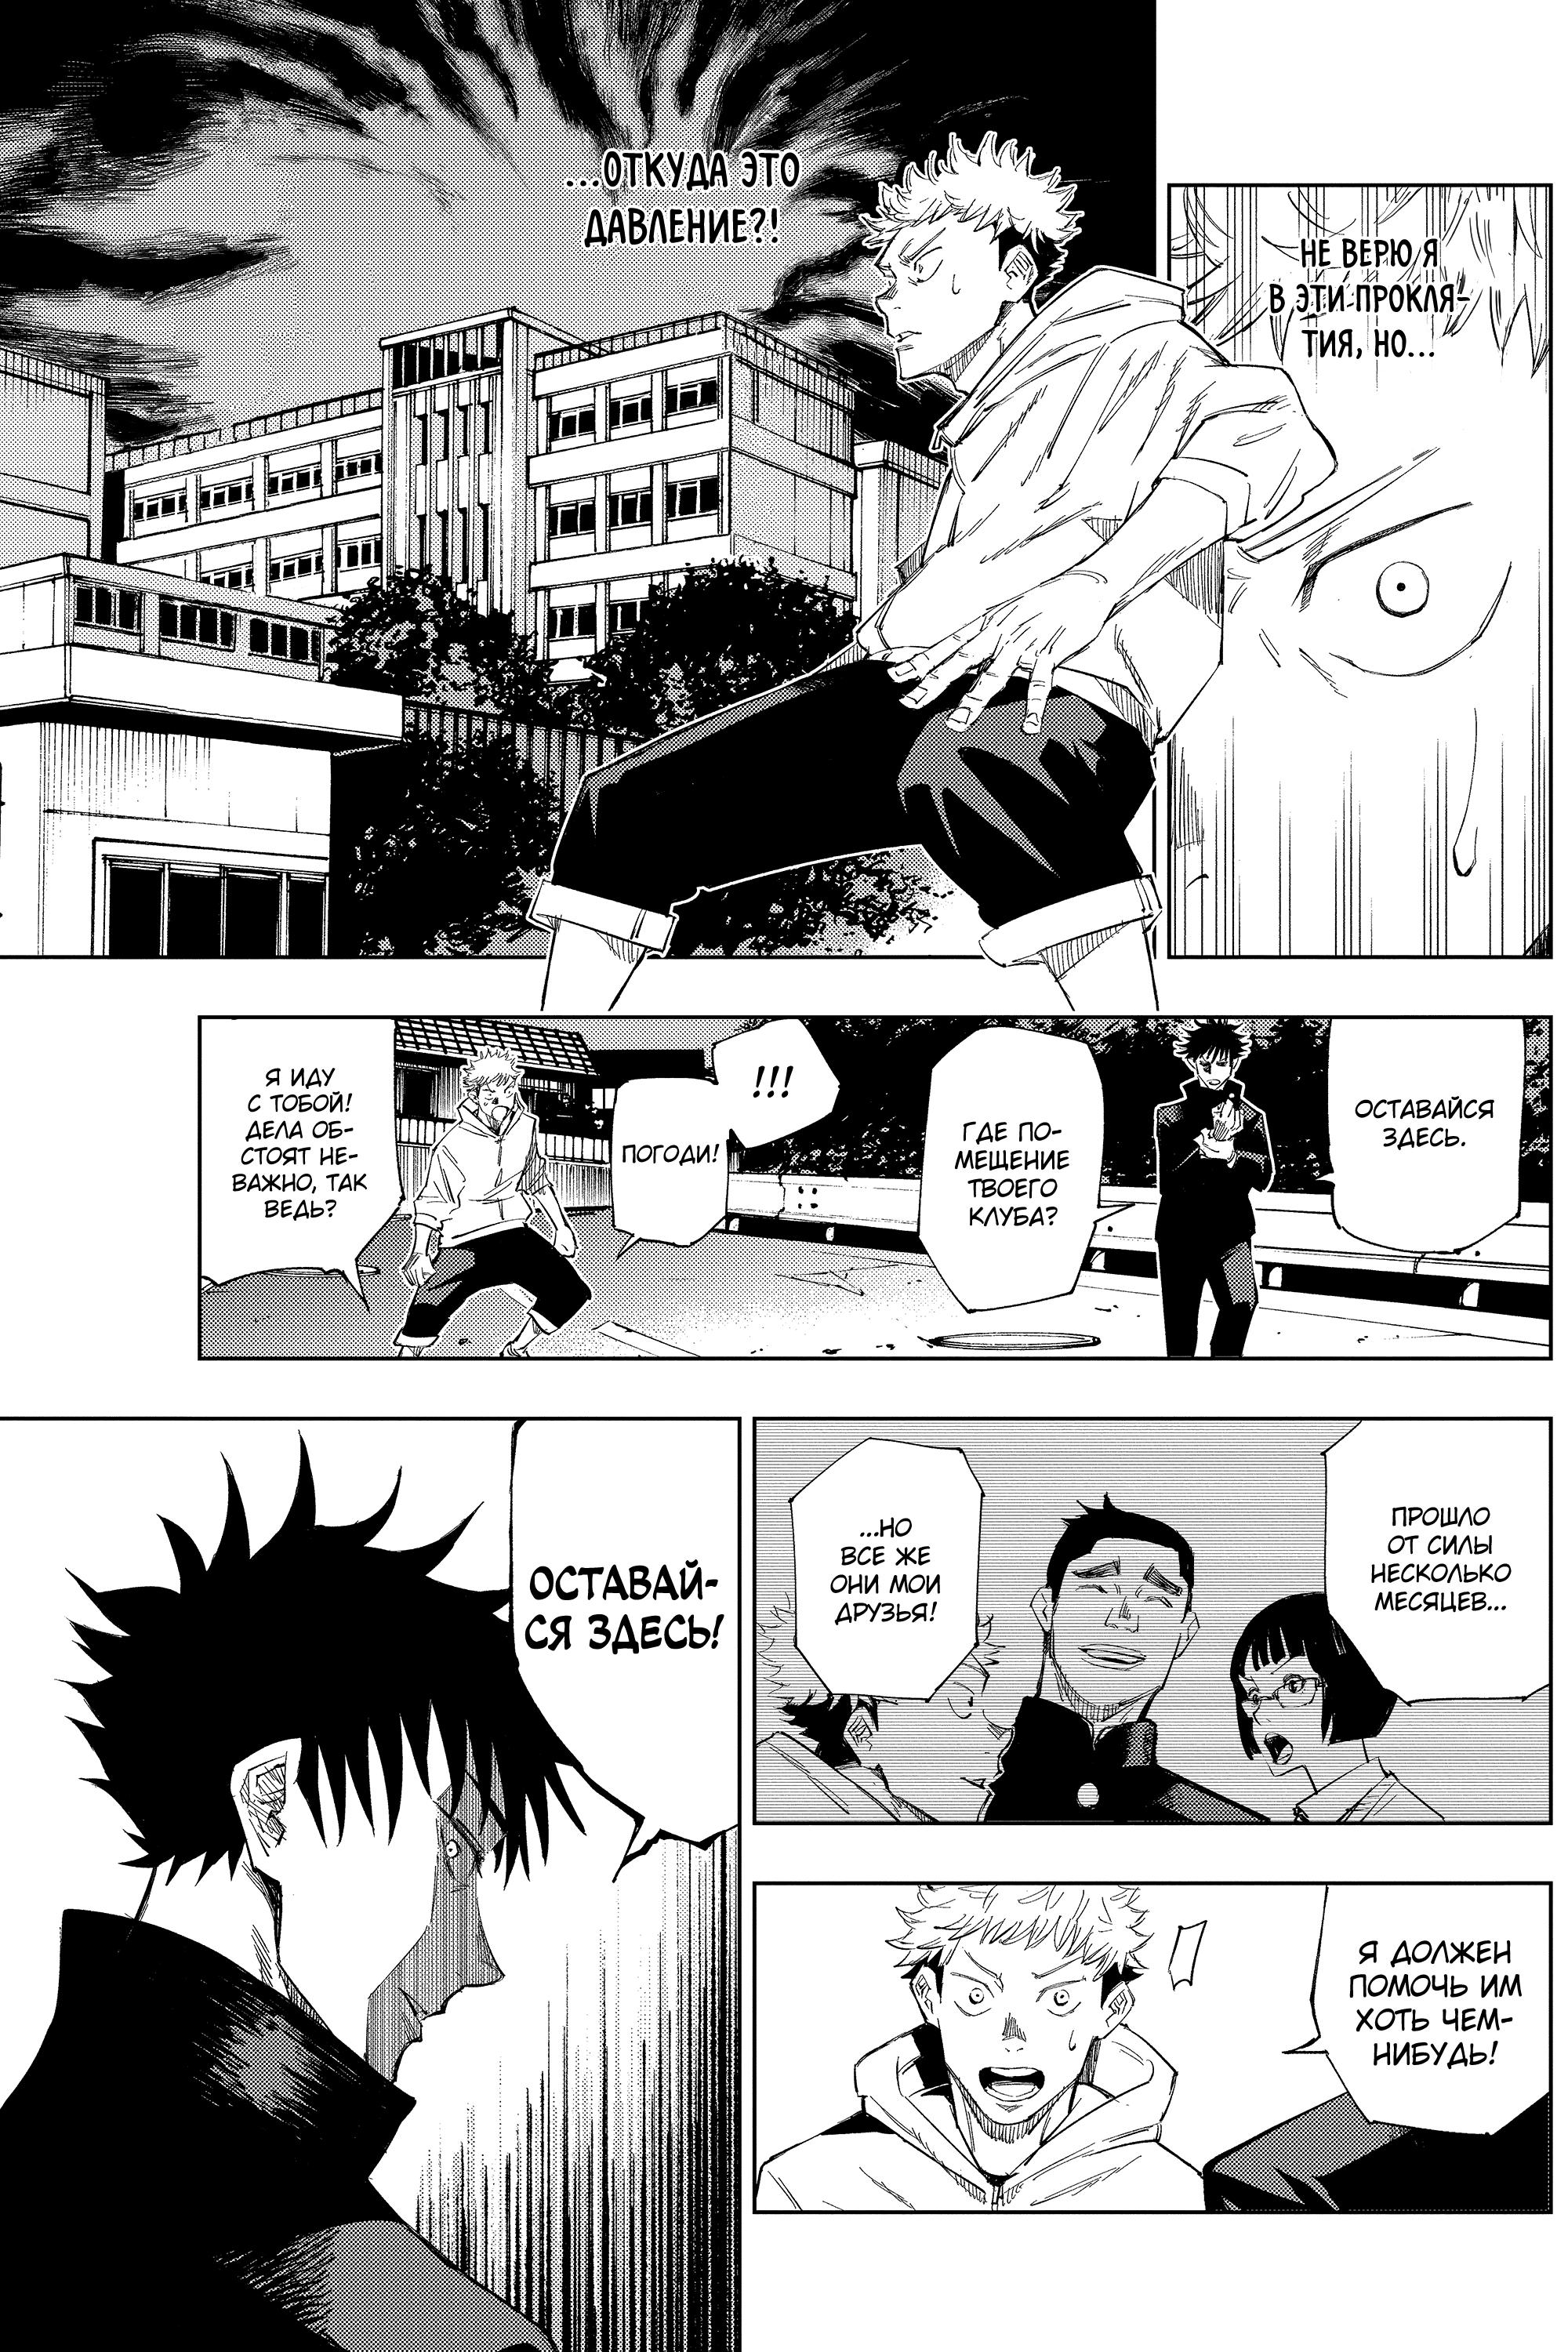 НЕ ВЕРЮ Я
В ЭТИ ПРОКЛЯ-
ТИЯ, НО...
...ОТКУДА ЭТО
ДАВЛЕНИЕ?!
ОСТАВАЙСЯ
ЗДЕСЬ.
ГДЕ ПО-
МЕЩЕНИЕ
ТВОЕГО
КЛУБА?
!!!
ПОГОДИ!
Я ИДУ
С ТОБОЙ!
ДЕЛА ОБ-
СТОЯТ НЕ-
ВАЖНО, ТАК
ВЕДЬ?
ПРОШЛО
ОТ СИЛЫ
НЕСКОЛЬКО
МЕСЯЦЕВ...
...НО
ВСЕ ЖЕ
ОНИ МОИ
ДРУЗЬЯ!
Я ДОЛЖЕН
ПОМОЧЬ ИМ
ХОТЬ ЧЕМ-
НИБУДЬ!
ОСТАВАЙ-
СЯ ЗДЕСЬ!